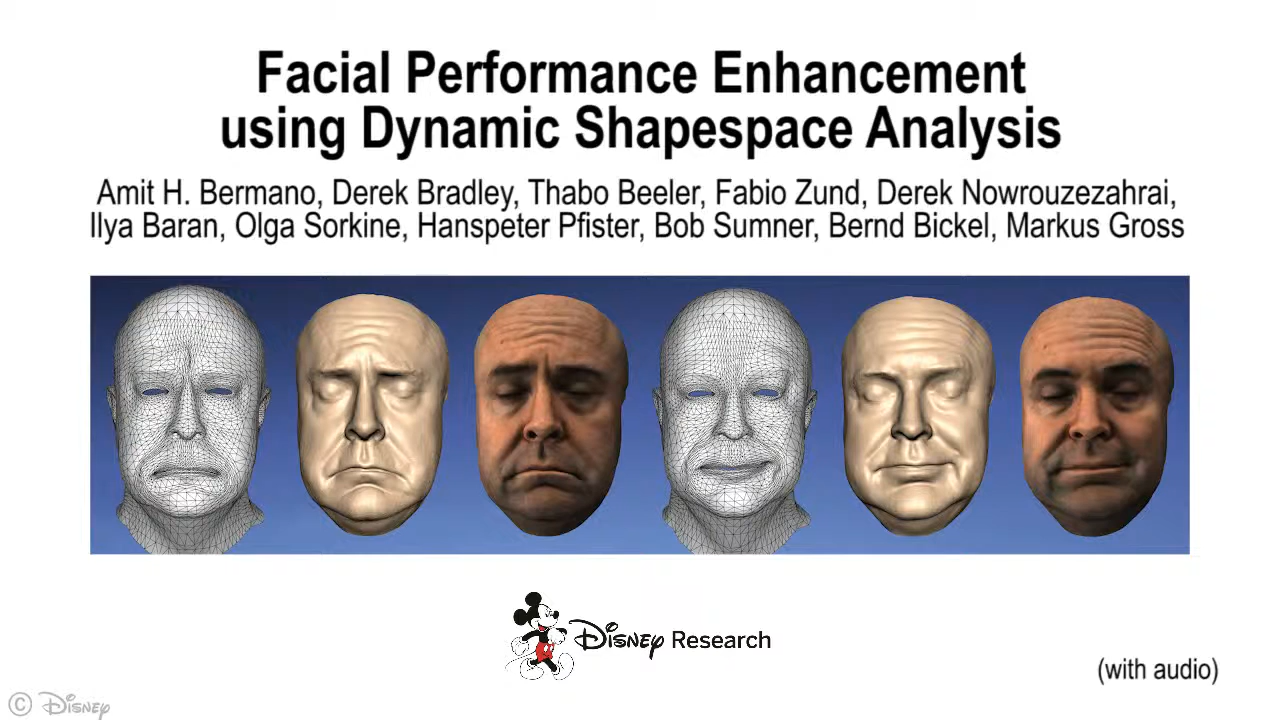 Facial Performance Enhancement
using Dynamic Shapespace Analysis
Amit H. Bermano, Derek Bradley, Thabo Beeler, Fabio Zund, Derek Nowrouzezahrai,
Ilya Baran, Olga Sorkine, Hanspeter Pfister, Bob Sumner, Bernd Bickel, Markus Gross
Disney Research
(with audio)
© Disney